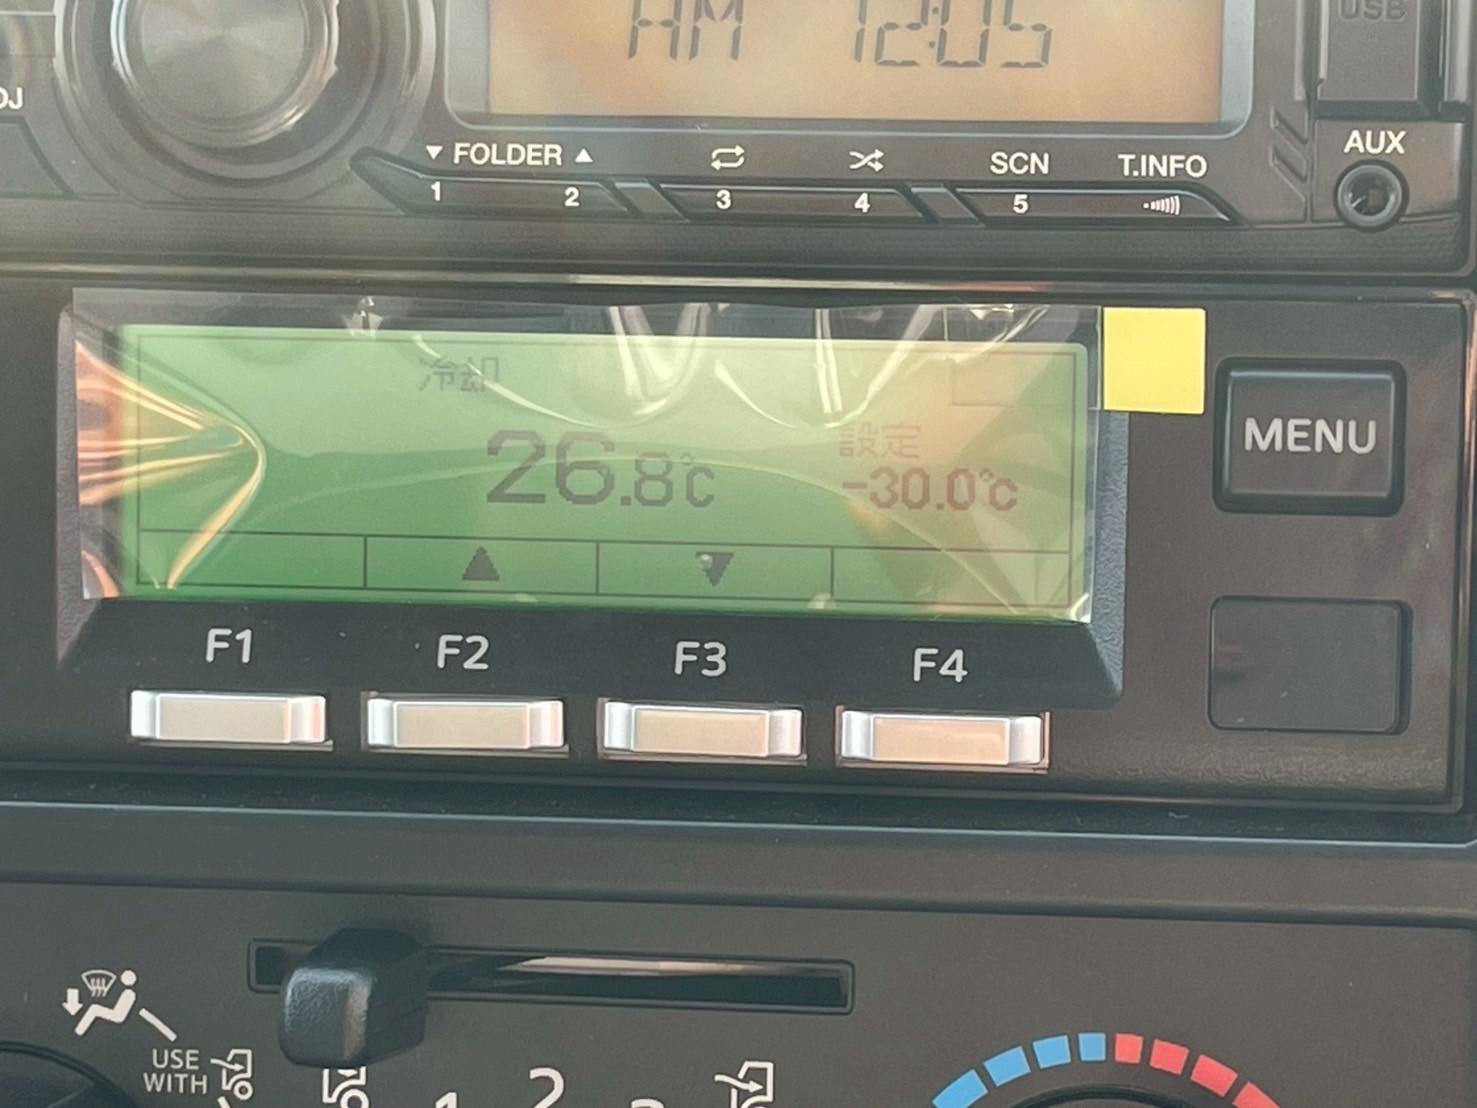 USB
AM 12:05
DJ
▼ FOLDER ▲
SCN
T.INFO
AUX
1
2
3
4
5
冷却
26.8℃
設定
-30.0℃
▲
▼
MENU
F1
F2
F3
F4
USE
WITH
1
2
3